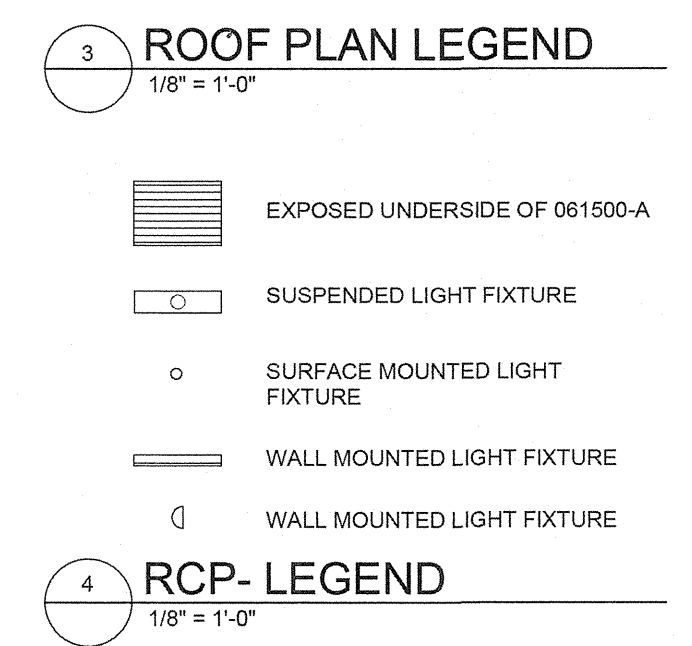 3
ROOF PLAN LEGEND
1/8" = 1'-0"
EXPOSED UNDERSIDE OF 061500-A
SUSPENDED LIGHT FIXTURE
SURFACE MOUNTED LIGHT
FIXTURE
WALL MOUNTED LIGHT FIXTURE
WALL MOUNTED LIGHT FIXTURE
4
RCP- LEGEND
1/8" = 1'-0"